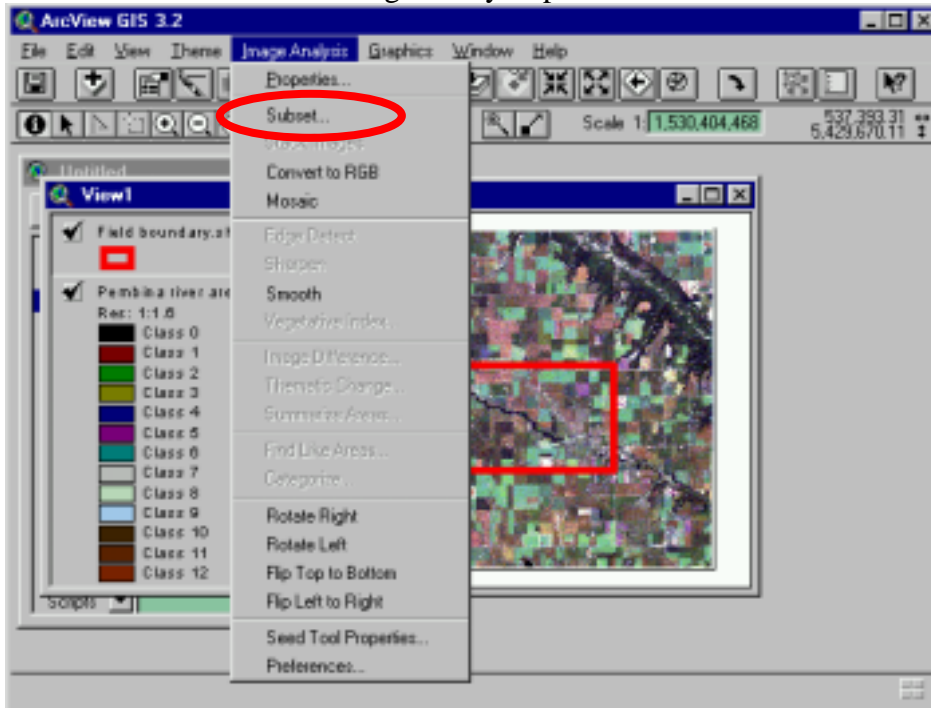 ArcView GIS 3.2
File Edit View Theme Image Analysis Graphics Window Help
Scale 1: 1,530,404,468
537,393.31
5,429,670.11
Untitled
View1
Field boundary.s
Pembina river are
Res: 1:1.6
Class 0
Class 1
Class 2
Class 3
Class 4
Class 5
Class 6
Class 7
Class 8
Class 9
Class 10
Class 11
Class 12
Scripts
Properties...
Subset...
Convert to RGB
Mosaic
Edge Detect
Sharpen
Smooth
Vegetative Index...
Image Difference...
Thematic Change...
Summarize Areas...
Find Like Areas...
Categorize...
Rotate Right
Rotate Left
Flip Top to Bottom
Flip Left to Right
Seed Tool Properties...
Preferences...